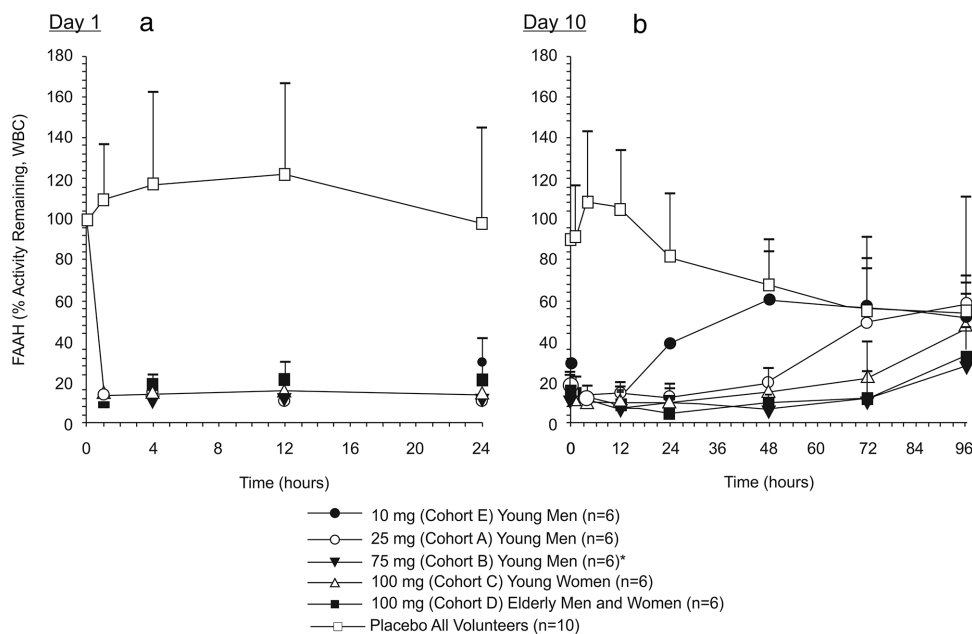 Day 1 a
Day 10 b
FAAH (% Activity Remaining, WBC)
180
160
140
120
100
80
60
40
20
0
0 4 12 24
Time (hours)
180
160
140
120
100
80
60
40
20
0
0 12 24 36 48 60 72 84 96
Time (hours)
10 mg (Cohort E) Young Men (n=6)
25 mg (Cohort A) Young Men (n=6)
75 mg (Cohort B) Young Men (n=6)*
100 mg (Cohort C) Young Women (n=6)
100 mg (Cohort D) Elderly Men and Women (n=6)
Placebo All Volunteers (n=10)